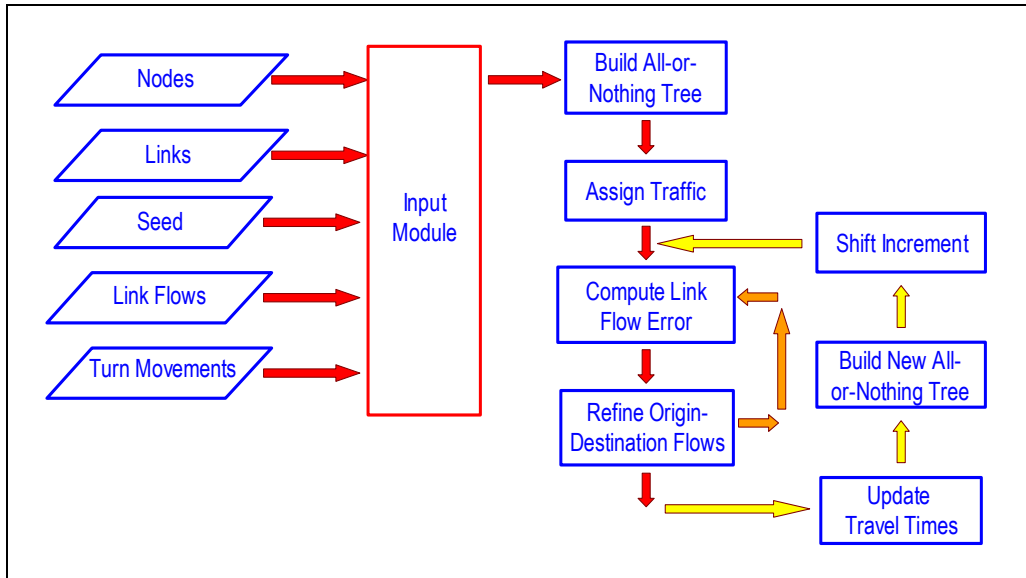 Nodes
Links
Seed
Link Flows
Turn Movements
Input
Module
Build All-or-
Nothing Tree
Assign Traffic
Compute Link
Flow Error
Refine Origin-
Destination Flows
Shift Increment
Build New All-
or-Nothing Tree
Update
Travel Times